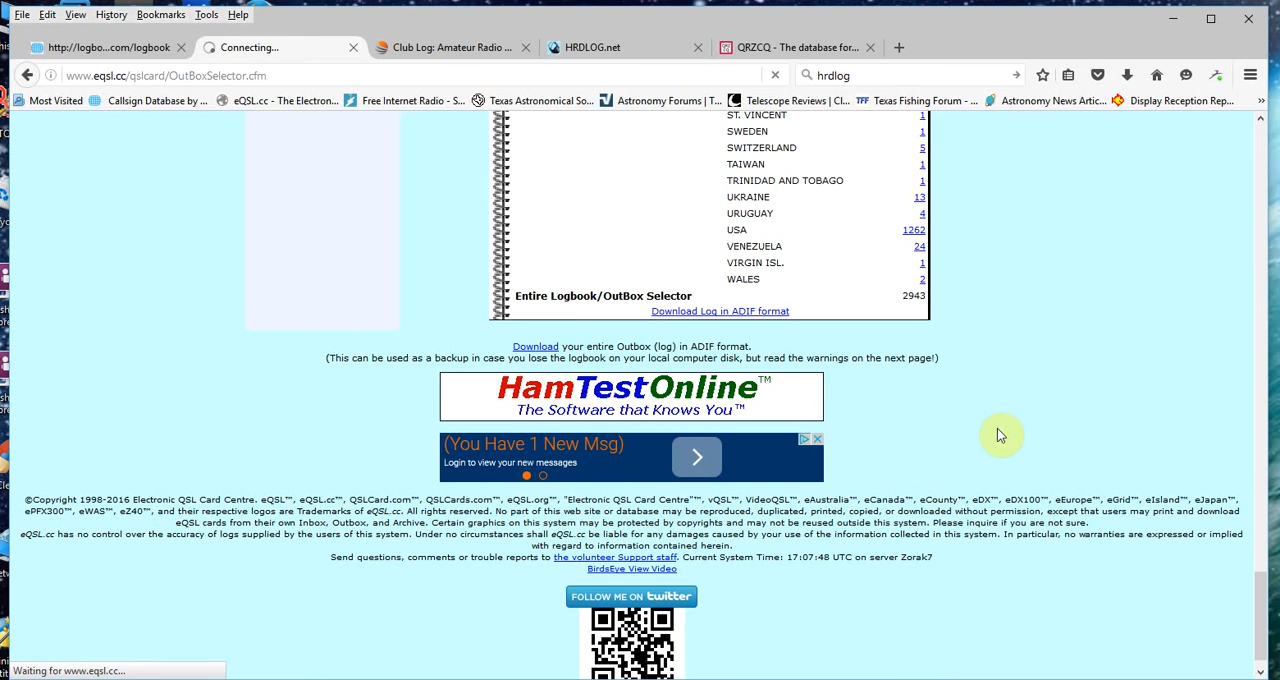 File Edit View History Bookmarks Tools Help
http://logbo...com/logbook Connecting... Club Log: Amateur Radio ... HRDLOG.net QRZCQ - The database for...
www.eqsl.cc/qslcard/OutBoxSelector.cfm hrdlog
Most Visited Callsign Database by ... eQSL.cc - The Electron... Free Internet Radio - S... Texas Astronomical So... Astronomy Forums | T... Telescope Reviews | Cl... Texas Fishing Forum - ... Astronomy News Artic... Display Reception Rep...
ST. VINCENT 1
SWEDEN 1
SWITZERLAND 5
TAIWAN 1
TRINIDAD AND TOBAGO 1
UKRAINE 13
URUGUAY 4
USA 1262
VENEZUELA 24
VIRGIN ISL. 1
WALES 2
Entire Logbook/OutBox Selector 2943
Download Log in ADIF format
Download your entire Outbox (log) in ADIF format.
(This can be used as a backup in case you lose the logbook on your local computer disk, but read the warnings on the next page!)
HamTestOnline™
The Software that Knows You™
(You Have 1 New Msg)
Login to view your new messages
©Copyright 1998-2016 Electronic QSL Card Centre. eQSL™, eQSL.cc™, QSLCard.com™, QSLCards.com™, eQSL.org™, "Electronic QSL Card Centre"™, vQSL™, VideoQSL™, eAustralia™, eCanada™, eCounty™, eDX™, eDX100™, eEurope™, eGrid™, eIsland™, eJapan™,
ePFX300™, eWAS™, eZ40™, and their respective logos are Trademarks of eQSL.cc. All rights reserved. No part of this web site or database may be reproduced, duplicated, printed, copied, or downloaded without permission, except that users may print and download
eQSL cards from their own Inbox, Outbox, and Archive. Certain graphics on this system may be protected by copyrights and may not be reused outside this system. Please inquire if you are not sure.
eQSL.cc has no control over the accuracy of logs supplied by the users of this system. Under no circumstances shall eQSL.cc be liable for any damages caused by your use of the information collected in this system. In particular, no warranties are expressed or implied
with regard to information contained herein.
Send questions, comments or trouble reports to the volunteer Support staff. Current System Time: 17:07:48 UTC on server Zorak7
BirdsEye View Video
FOLLOW ME ON twitter
Waiting for www.eqsl.cc...